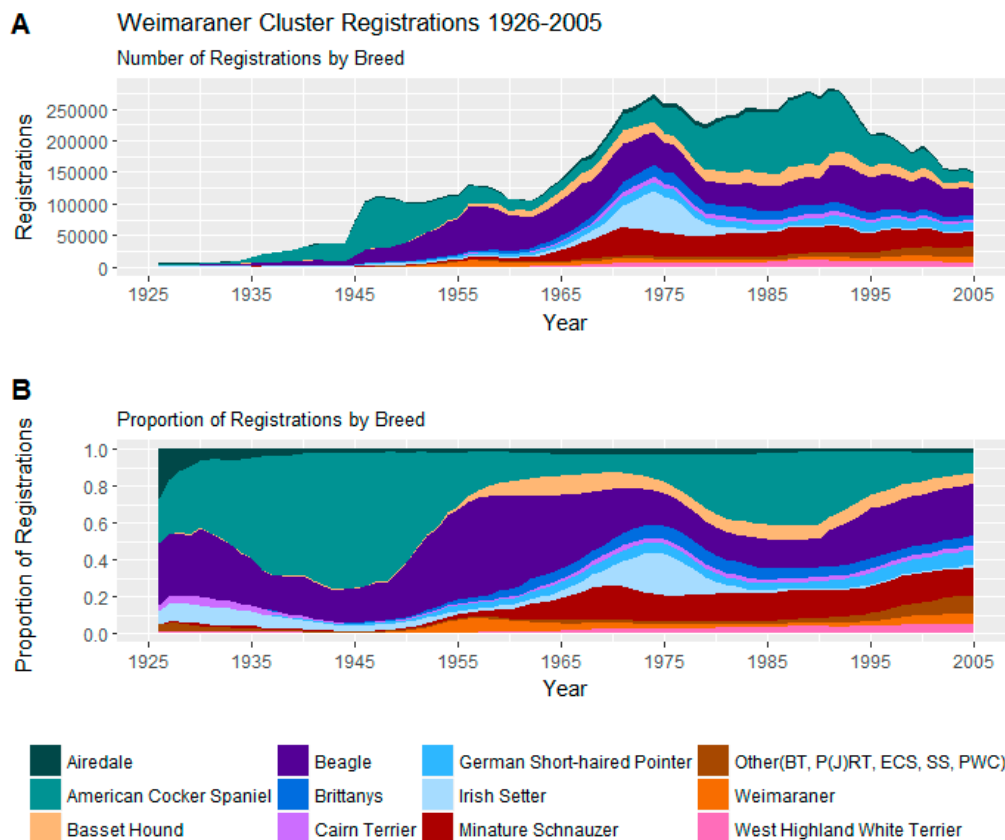 A
Weimaraner Cluster Registrations 1926-2005
Number of Registrations by Breed
Registrations
250000
200000
150000
100000
50000
0
1925 1935 1945 1955 1965 1975 1985 1995 2005
Year
B
Proportion of Registrations by Breed
Proportion of Registrations
1.0
0.8
0.6
0.4
0.2
0.0
1925 1935 1945 1955 1965 1975 1985 1995 2005
Year
Airedale Beagle German Short-haired Pointer Other(BT, P(J)RT, ECS, SS, PWC)
American Cocker Spaniel Brittanys Irish Setter Weimaraner
Basset Hound Cairn Terrier Minature Schnauzer West Highland White Terrier